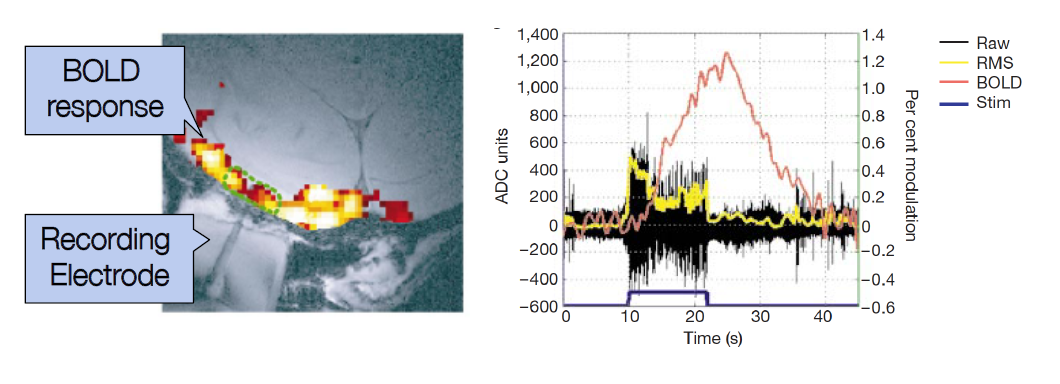 BOLD
response
Recording
Electrode
1,400
1,200
1,000
800
600
400
200
0
−200
−400
−600
ADC units
1.4
1.2
1.0
0.8
0.6
0.4
0.2
0
−0.2
−0.4
−0.6
Per cent modulation
0 10 20 30 40
Time (s)
Raw
RMS
BOLD
Stim